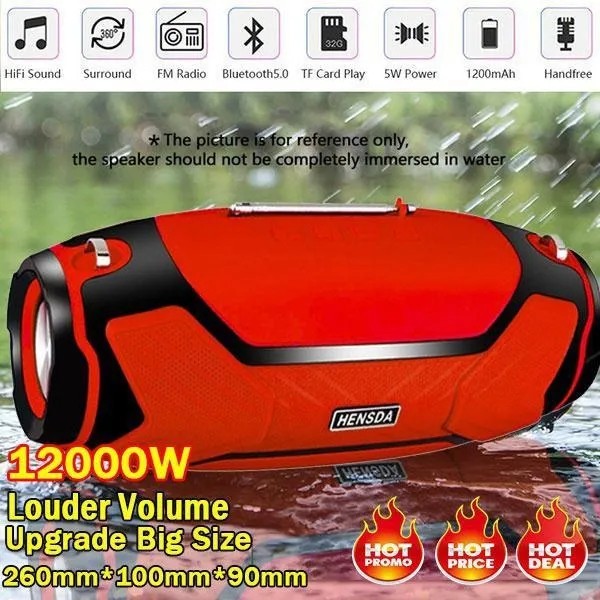 360°
32G
HiFi Sound
Surround
FM Radio
Bluetooth5.0
TF Card Play
5W Power
1200mAh
Handfree
* The picture is for reference only,
the speaker should not be completely immersed in water
HENSDA
12000W
Louder Volume
Upgrade Big Size
260mm*100mm*90mm
HOT
PROMO
HOT
PRICE
HOT
DEAL